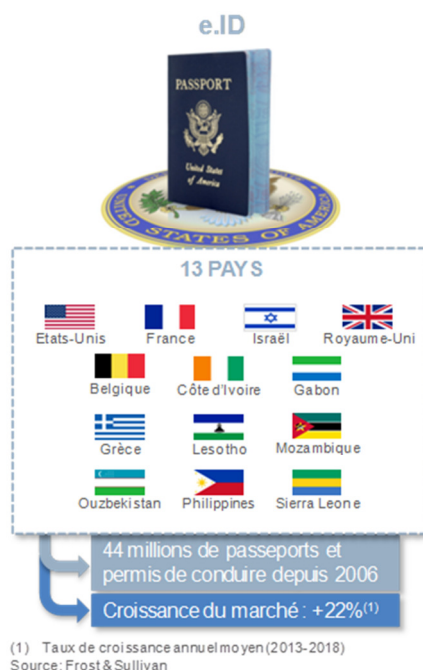 e.ID
PASSPORT
United States
of America
UNITED STATES OF AMERICA
13 PAYS
Etats-Unis France Israël Royaume-Uni
Belgique Côte d'Ivoire Gabon
Grèce Lesotho Mozambique
Ouzbekistan Philippines Sierra Leone
44 millions de passeports et
permis de conduire depuis 2006
Croissance du marché : +22%(1)
(1) Taux de croissance annuel moyen (2013-2018)
Source: Frost & Sullivan